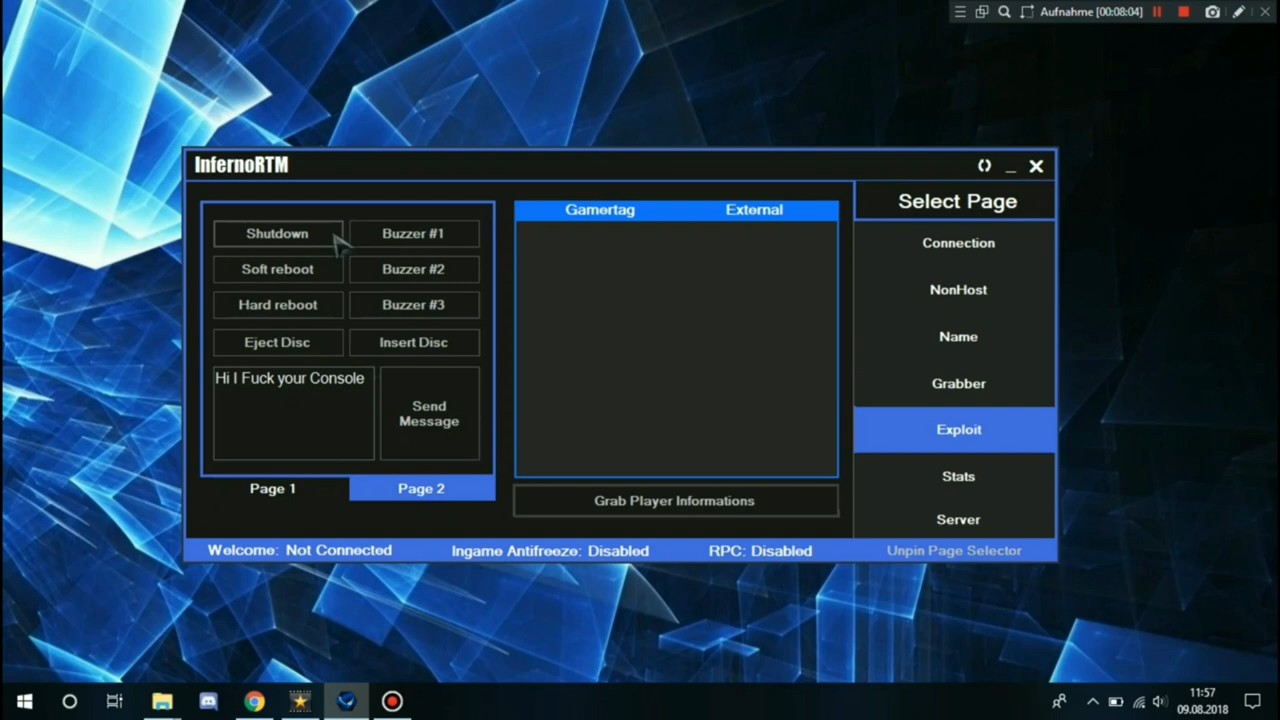 Aufnahme [00:08:04]
InfernoRTM
Shutdown
Buzzer #1
Soft reboot
Buzzer #2
Hard reboot
Buzzer #3
Eject Disc
Insert Disc
Hi I Fuck your Console
Send
Message
Page 1
Page 2
Gamertag
External
Grab Player Informations
Select Page
Connection
NonHost
Name
Grabber
Exploit
Stats
Server
Welcome: Not Connected
Ingame Antifreeze: Disabled
RPC: Disabled
Unpin Page Selector
11:57
09.08.2018